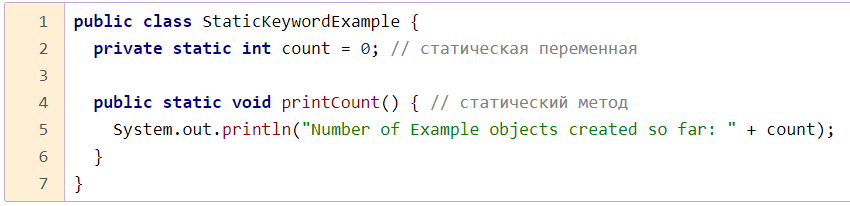 1 public class StaticKeywordExample {
2   private static int count = 0; // статическая переменная
3
4   public static void printCount() { // статический метод
5     System.out.println("Number of Example objects created so far: " + count);
6   }
7 }